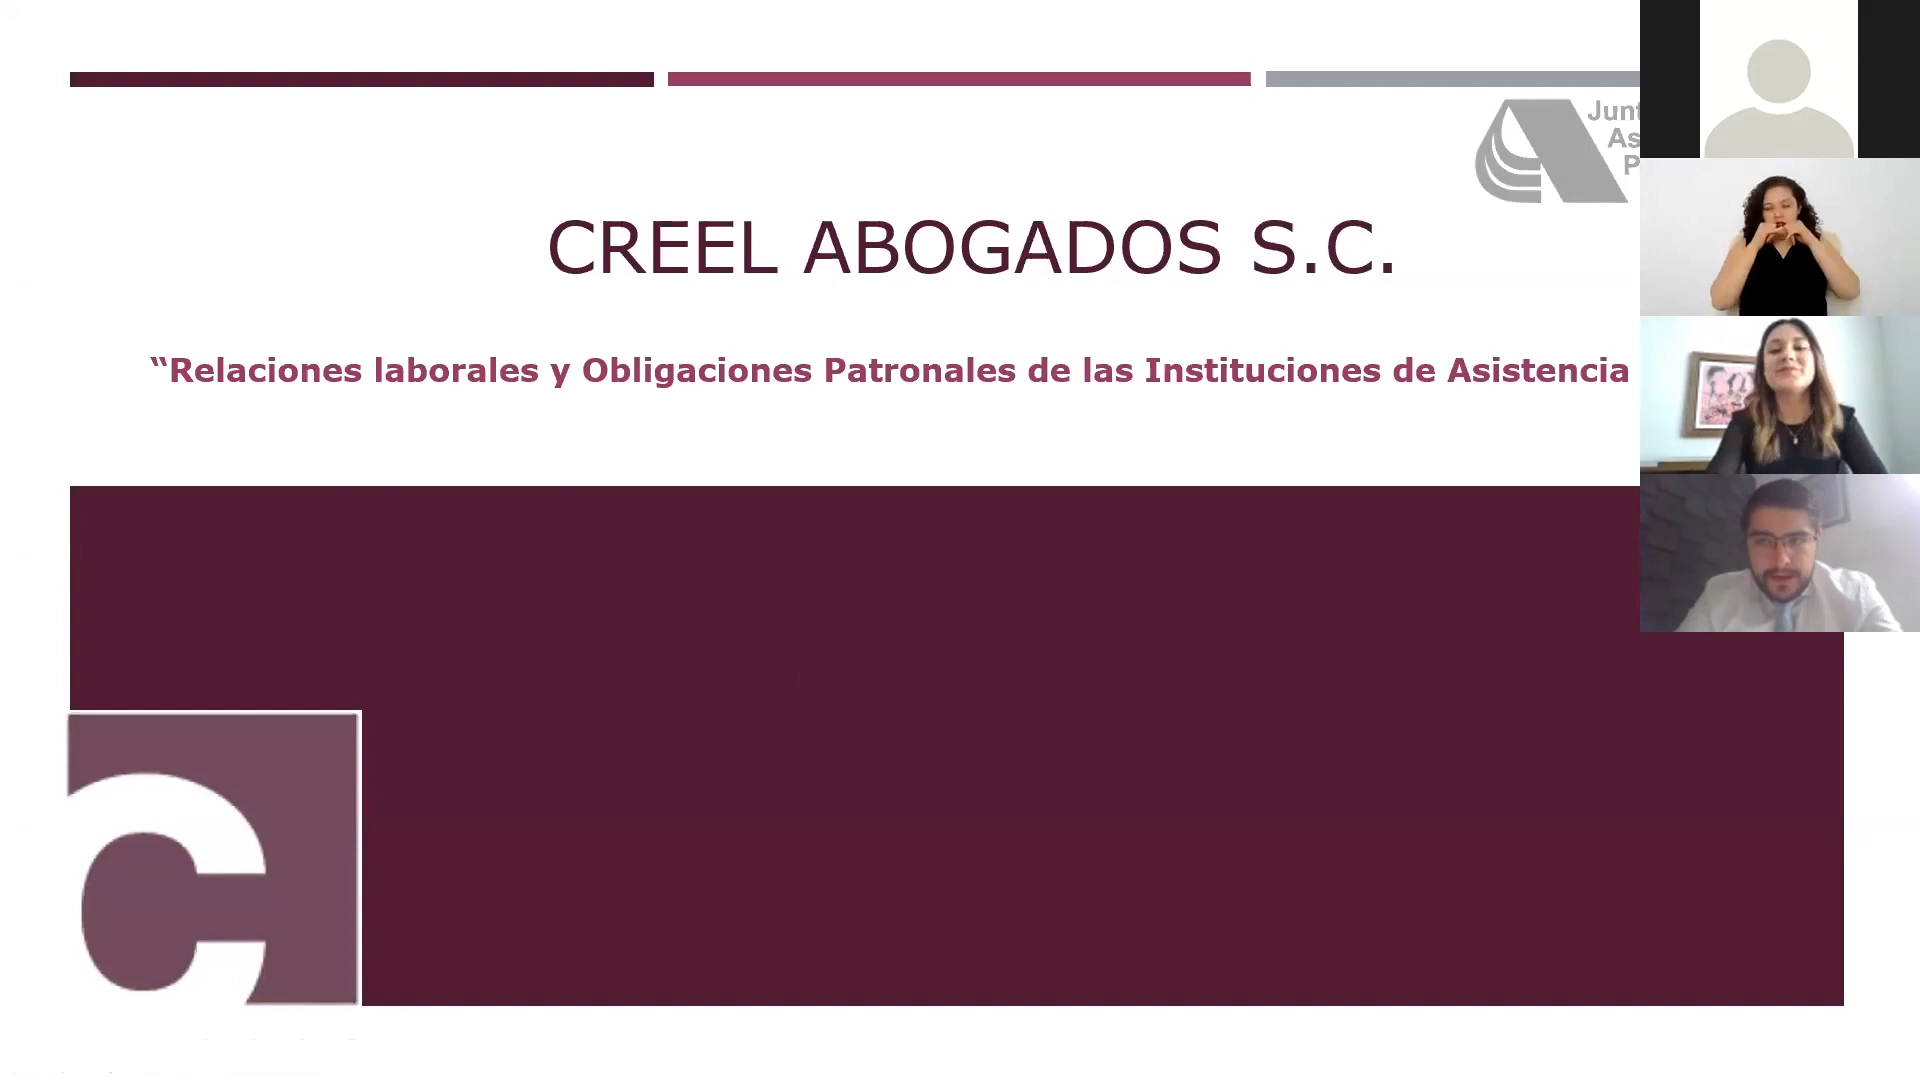 Junt
As
P
CREEL ABOGADOS S.C.
“Relaciones laborales y Obligaciones Patronales de las Instituciones de Asistencia